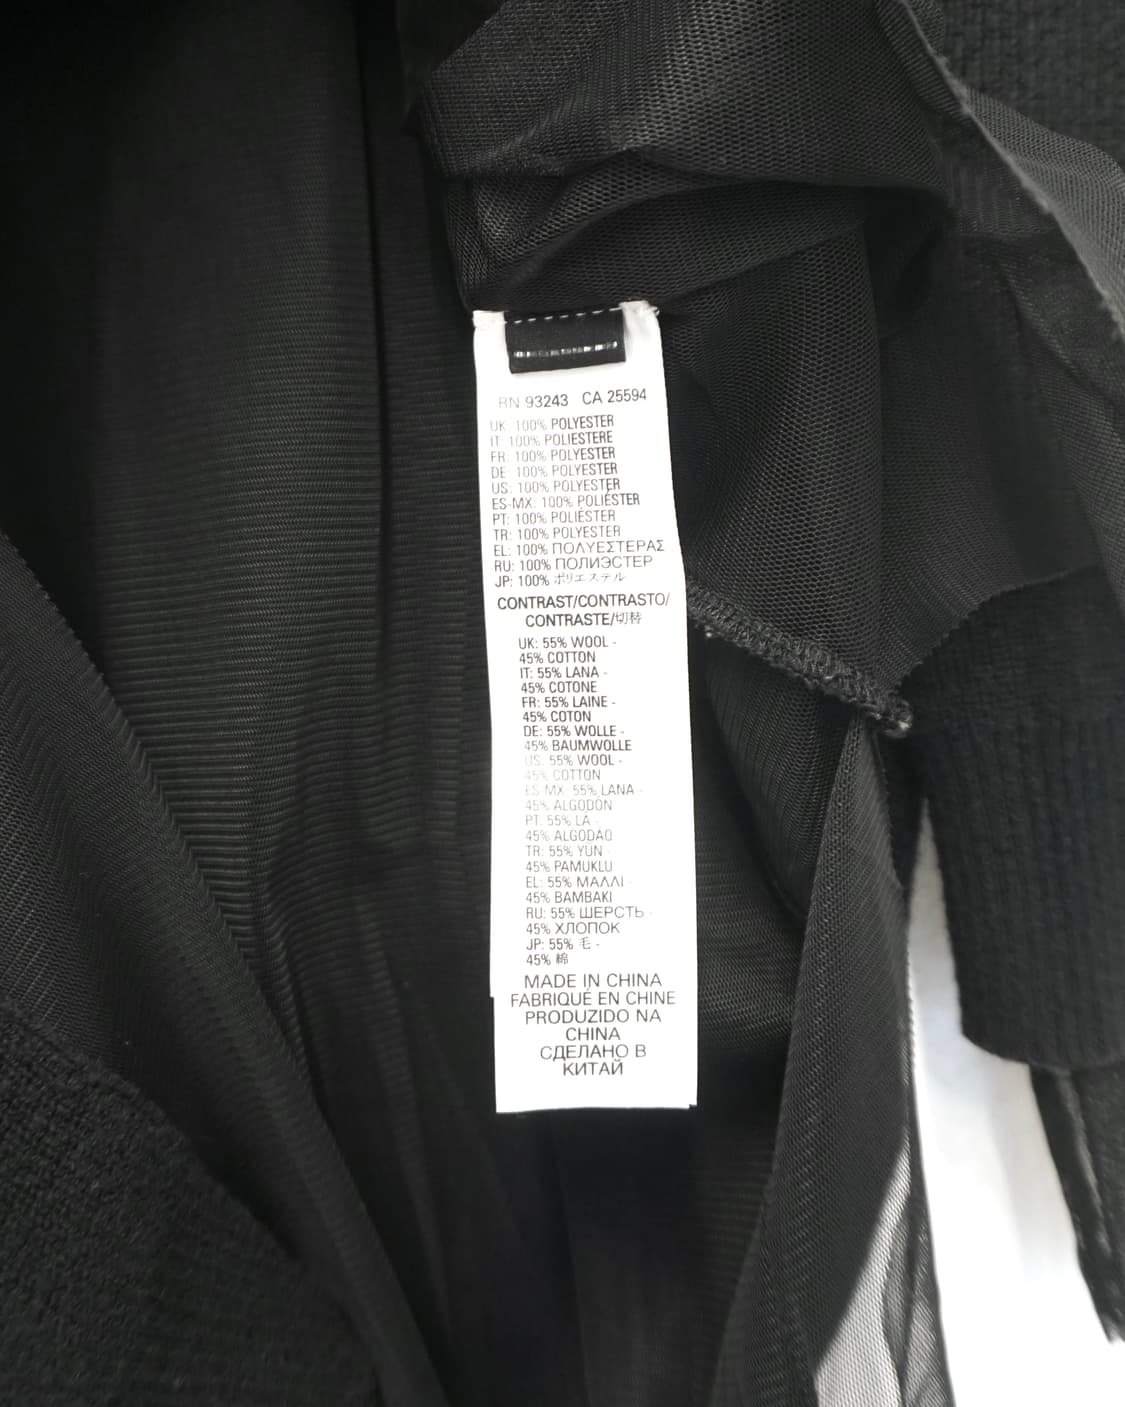 RN 93243 CA 25594
UK: 100% POLYESTER
IT: 100% POLIESTERE
FR: 100% POLYESTER
DE: 100% POLYESTER
US: 100% POLYESTER
ES-MX: 100% POLIÉSTER
PT: 100% POLIÉSTER
TR: 100% POLYESTER
EL: 100% ΠΟΛΥΕΣΤΕΡΑΣ
RU: 100% ПОЛИЭСТЕР
JP: 100% ポリエステル
CONTRAST/CONTRASTO/
CONTRASTE/切替
UK: 55% WOOL -
45% COTTON
IT: 55% LANA -
45% COTONE
FR: 55% LAINE -
45% COTON
DE: 55% WOLLE -
45% BAUMWOLLE
US: 55% WOOL -
45% COTTON
ES-MX: 55% LANA -
45% ALGODÓN
PT: 55% LA -
45% ALGODAO
TR: 55% YÜN -
45% PAMUKLU
EL: 55% ΜΑΛΛΙ -
45% ΒΑΜΒΑΚΙ
RU: 55% ШЕРСТЬ -
45% ХЛОПОК
JP: 55% 毛 -
45% 綿
MADE IN CHINA
FABRIQUÉ EN CHINE
PRODUZIDO NA
CHINA
СДЕЛАНО В
КИТАЙ